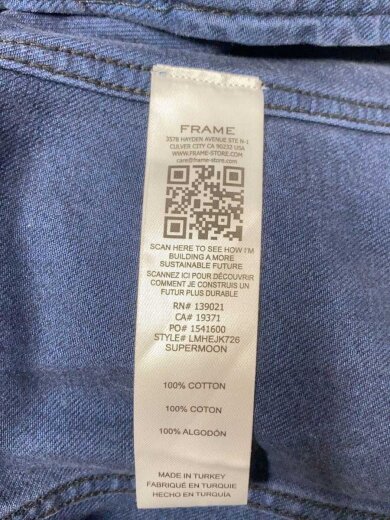 FRAME
3578 HAYDEN AVENUE STE N-1
CULVER CITY CA 90232 USA
WWW.FRAME-STORE.COM
care@frame-store.com
SCAN HERE TO SEE HOW I'M
BUILDING A MORE
SUSTAINABLE FUTURE
SCANNEZ ICI POUR DÉCOUVRIR
COMMENT JE CONSTRUIS UN
FUTUR PLUS DURABLE
RN# 139021
CA# 19371
PO# 1541600
STYLE# LMHEJK726
SUPERMOON
100% COTTON
100% COTON
100% ALGODÓN
MADE IN TURKEY
FABRIQUÉ EN TURQUIE
HECHO EN TURQUÍA